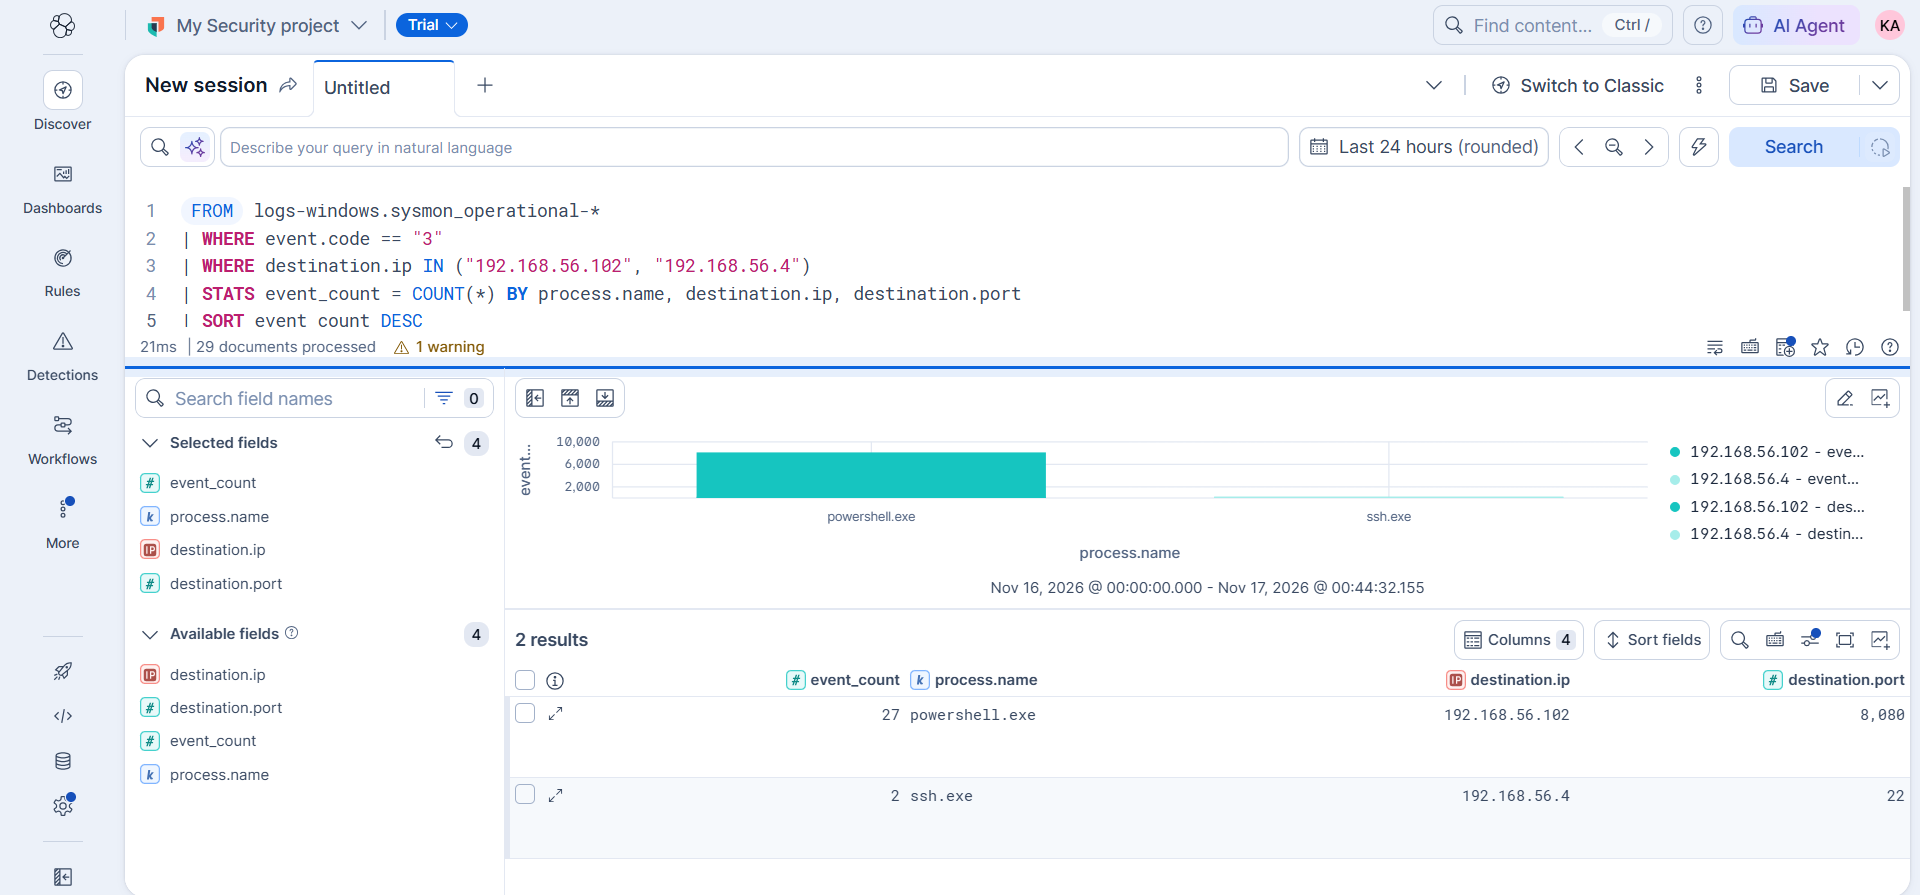 My Security project
Trial
Find content... Ctrl /
AI Agent
KA
Discover
Dashboards
Rules
Detections
Workflows
More
New session
Untitled
Switch to Classic
Save
Describe your query in natural language
Last 24 hours (rounded)
Search
1 FROM logs-windows.sysmon_operational-*
2 | WHERE event.code == "3"
3 | WHERE destination.ip IN ("192.168.56.102", "192.168.56.4")
4 | STATS event_count = COUNT(*) BY process.name, destination.ip, destination.port
5 | SORT event count DESC
21ms | 29 documents processed 1 warning
Search field names 0
Selected fields 4
# event_count
k process.name
IP destination.ip
# destination.port
Available fields 4
IP destination.ip
# destination.port
# event_count
k process.name
event...
10,000
6,000
2,000
powershell.exe
ssh.exe
process.name
Nov 16, 2026 @ 00:00:00.000 - Nov 17, 2026 @ 00:44:32.155
192.168.56.102 - eve...
192.168.56.4 - event...
192.168.56.102 - des...
192.168.56.4 - destin...
2 results
Columns 4
Sort fields
# event_count k process.name IP destination.ip # destination.port
27 powershell.exe 192.168.56.102 8,080
2 ssh.exe 192.168.56.4 22